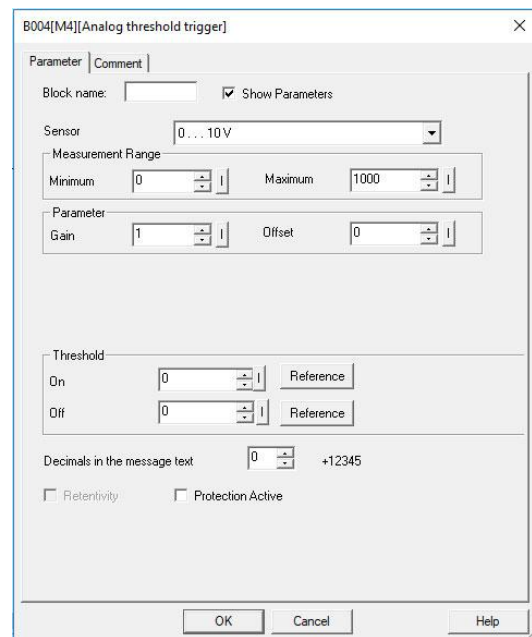 B004[M4][Analog threshold trigger]
Parameter Comment
Block name: Show Parameters
Sensor 0 . . . 10 V
Measurement Range
Minimum 0 Maximum 1000
Parameter
Gain 1 Offset 0
Threshold
On 0 Reference
Off 0 Reference
Decimals in the message text 0 +12345
Retentivity Protection Active
OK Cancel Help